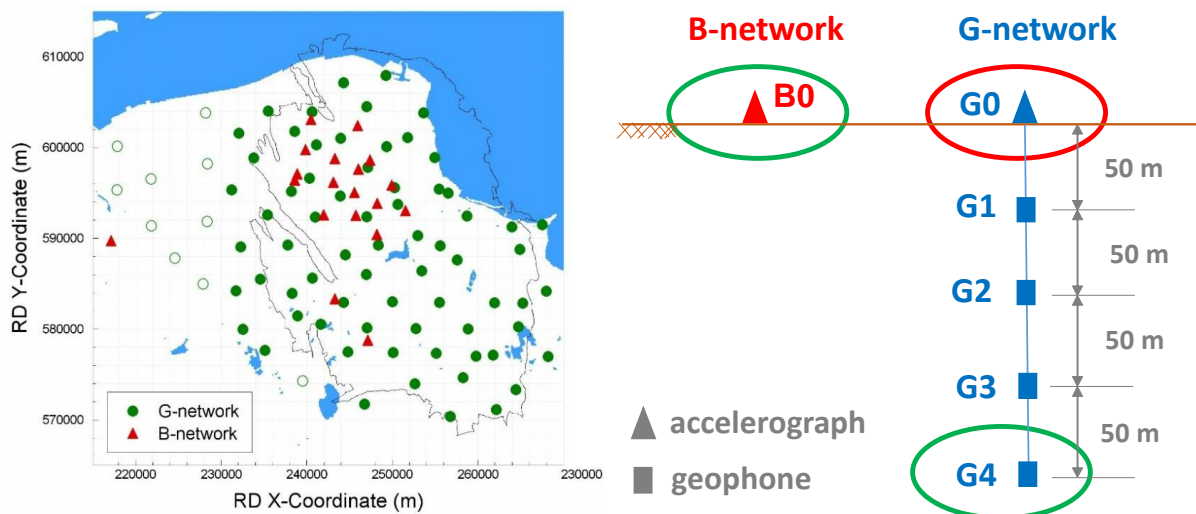 610000
600000
590000
580000
570000
RD Y-Coordinate (m)
G-network
B-network
220000 230000 240000 250000 260000 230000
RD X-Coordinate (m)
B-network G-network
B0 G0
50 m
G1
50 m
G2
50 m
G3
50 m
G4
accelerograph
geophone